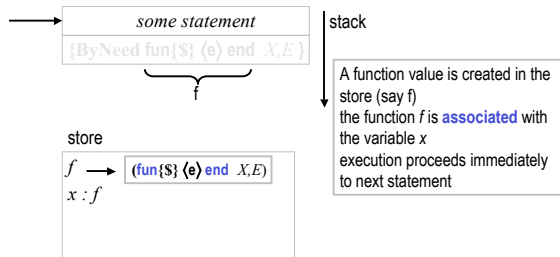 some statement
stack
{ByNeed fun{$} ⟨e⟩ end X,E }
f
A function value is created in the
store (say f)
the function f is associated with
the variable x
execution proceeds immediately
to next statement
store
f
(fun{$} ⟨e⟩ end X,E)
x : f